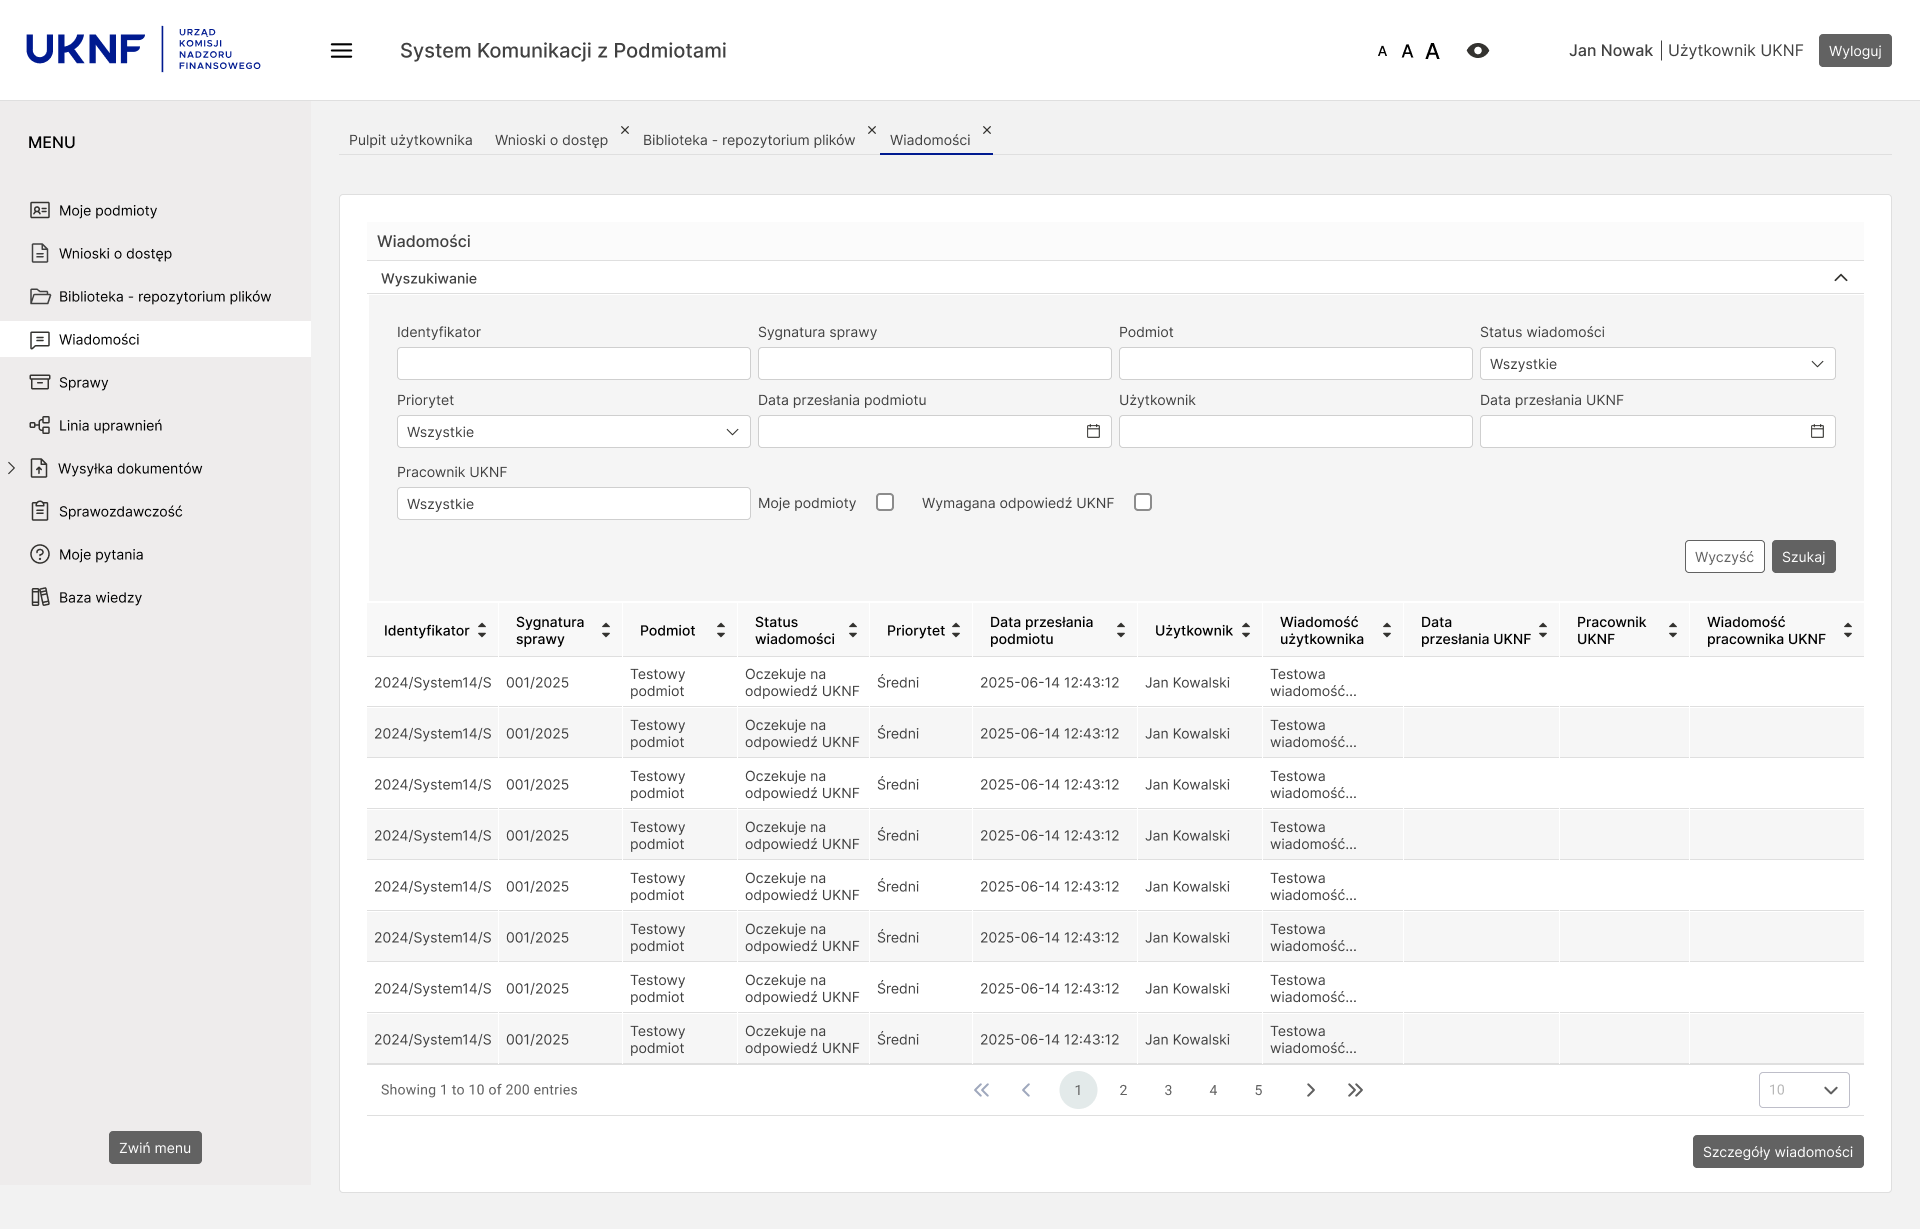 UKNF
URZĄD
KOMISJI
NADZORU
FINANSOWEGO
System Komunikacji z Podmiotami
A A A
Jan Nowak | Użytkownik UKNF
Wyloguj
MENU
Moje podmioty
Wnioski o dostęp
Biblioteka - repozytorium plików
Wiadomości
Sprawy
Linia uprawnień
Wysyłka dokumentów
Sprawozdawczość
Moje pytania
Baza wiedzy
Zwiń menu
Pulpit użytkownika Wnioski o dostęp Biblioteka - repozytorium plików Wiadomości
Wiadomości
Wyszukiwanie
Identyfikator Sygnatura sprawy Podmiot Status wiadomości
Wszystkie
Priorytet Data przesłania podmiotu Użytkownik Data przesłania UKNF
Wszystkie
Pracownik UKNF
Wszystkie Moje podmioty Wymagana odpowiedź UKNF
Wyczyść Szukaj
Identyfikator Sygnatura sprawy Podmiot Status wiadomości Priorytet Data przesłania podmiotu Użytkownik Wiadomość użytkownika Data przesłania UKNF Pracownik UKNF Wiadomość pracownika UKNF
2024/System14/S 001/2025 Testowy podmiot Oczekuje na odpowiedź UKNF Średni 2025-06-14 12:43:12 Jan Kowalski Testowa wiadomość...
2024/System14/S 001/2025 Testowy podmiot Oczekuje na odpowiedź UKNF Średni 2025-06-14 12:43:12 Jan Kowalski Testowa wiadomość...
2024/System14/S 001/2025 Testowy podmiot Oczekuje na odpowiedź UKNF Średni 2025-06-14 12:43:12 Jan Kowalski Testowa wiadomość...
2024/System14/S 001/2025 Testowy podmiot Oczekuje na odpowiedź UKNF Średni 2025-06-14 12:43:12 Jan Kowalski Testowa wiadomość...
2024/System14/S 001/2025 Testowy podmiot Oczekuje na odpowiedź UKNF Średni 2025-06-14 12:43:12 Jan Kowalski Testowa wiadomość...
2024/System14/S 001/2025 Testowy podmiot Oczekuje na odpowiedź UKNF Średni 2025-06-14 12:43:12 Jan Kowalski Testowa wiadomość...
2024/System14/S 001/2025 Testowy podmiot Oczekuje na odpowiedź UKNF Średni 2025-06-14 12:43:12 Jan Kowalski Testowa wiadomość...
2024/System14/S 001/2025 Testowy podmiot Oczekuje na odpowiedź UKNF Średni 2025-06-14 12:43:12 Jan Kowalski Testowa wiadomość...
Showing 1 to 10 of 200 entries 1 2 3 4 5 10
Szczegóły wiadomości